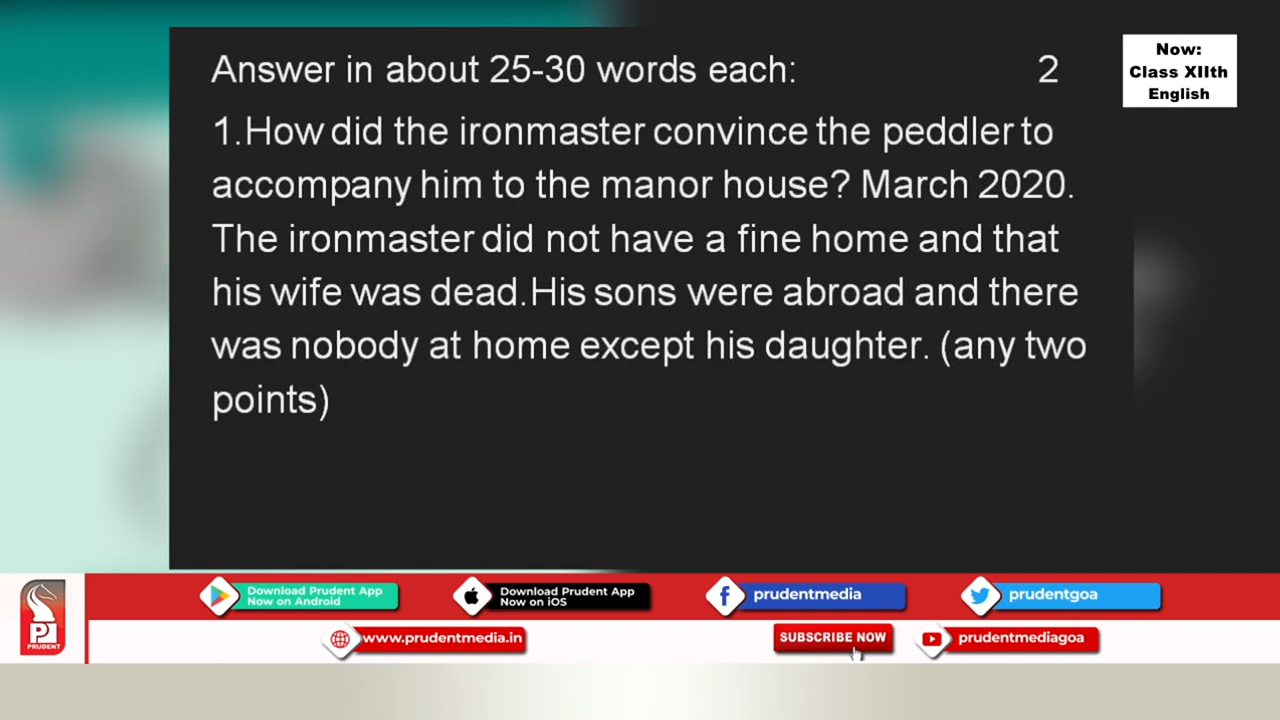 Now:
Class XIIth
English
Answer in about 25-30 words each: 2
1.How did the ironmaster convince the peddler to
accompany him to the manor house? March 2020.
The ironmaster did not have a fine home and that
his wife was dead.His sons were abroad and there
was nobody at home except his daughter. (any two
points)
Download Prudent App
Now on Android
Download Prudent App
Now on iOS
prudentmedia
prudentgoa
PRUDENT
www.prudentmedia.in
SUBSCRIBE NOW
prudentmediagoa